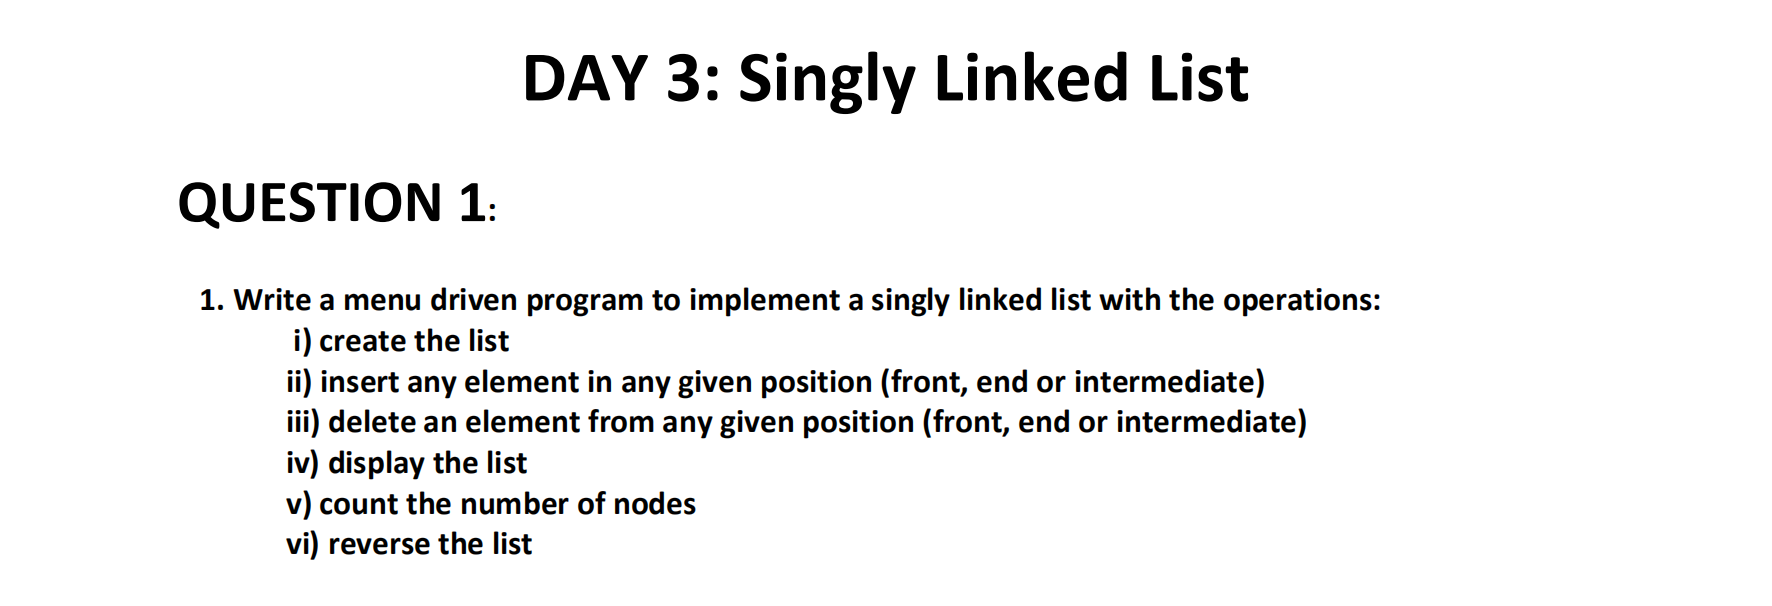 DAY 3: Singly Linked List
QUESTION 1:
1. Write a menu driven program to implement a singly linked list with the operations:
i) create the list
ii) insert any element in any given position (front, end or intermediate)
iii) delete an element from any given position (front, end or intermediate)
iv) display the list
v) count the number of nodes
vi) reverse the list